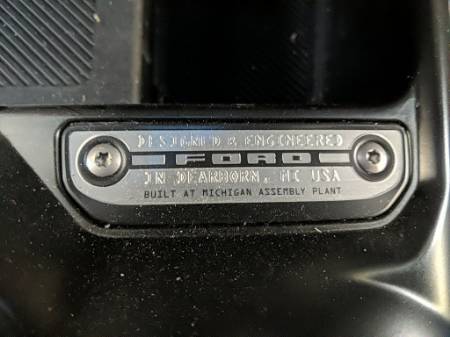 DESIGNED & ENGINEERED
FORD
IN DEARBORN, MI USA
BUILT AT MICHIGAN ASSEMBLY PLANT